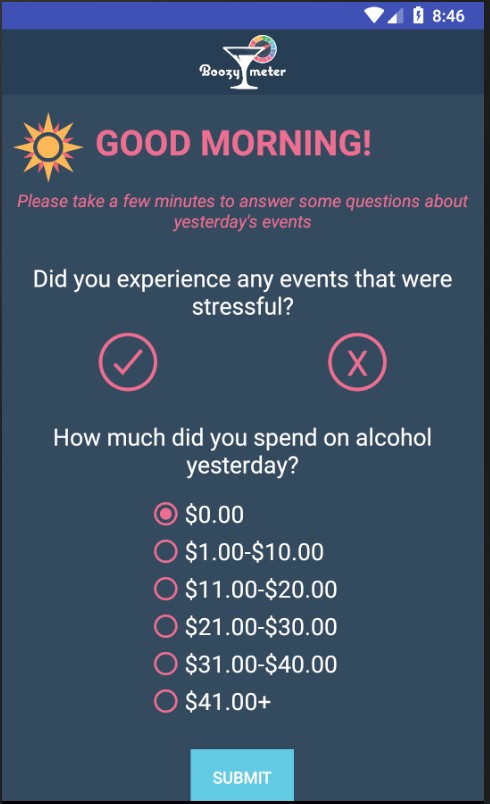 8:46
Boozy meter
GOOD MORNING!
Please take a few minutes to answer some questions about
yesterday's events
Did you experience any events that were
stressful?
X
How much did you spend on alcohol
yesterday?
$0.00
$1.00-$10.00
$11.00-$20.00
$21.00-$30.00
$31.00-$40.00
$41.00+
SUBMIT